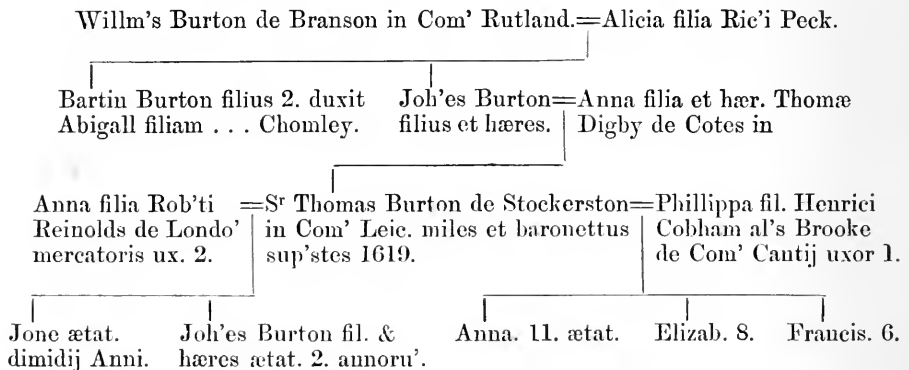 Willm's Burton de Branson in Com' Rutland.=Alicia filia Ric'i Peck.
Bartin Burton filius 2. duxit
Abigall filiam . . . Chomley.
Joh'es Burton=Anna filia et hær. Thomæ
filius et hæres. Digby de Cotes in
Anna filia Rob'ti
Reinolds de Londo'
mercatoris ux. 2.
=Sr Thomas Burton de Stockerston=
in Com' Leic. miles et baronettus
sup'stes 1619.
Phillippa fil. Henrici
Cobham al's Brooke
de Com' Cantij uxor 1.
Jone ætat.
dimidij Anni.
Joh'es Burton fil. &
hæres ætat. 2. annoru'.
Anna. 11. ætat.
Elizab. 8.
Francis. 6.